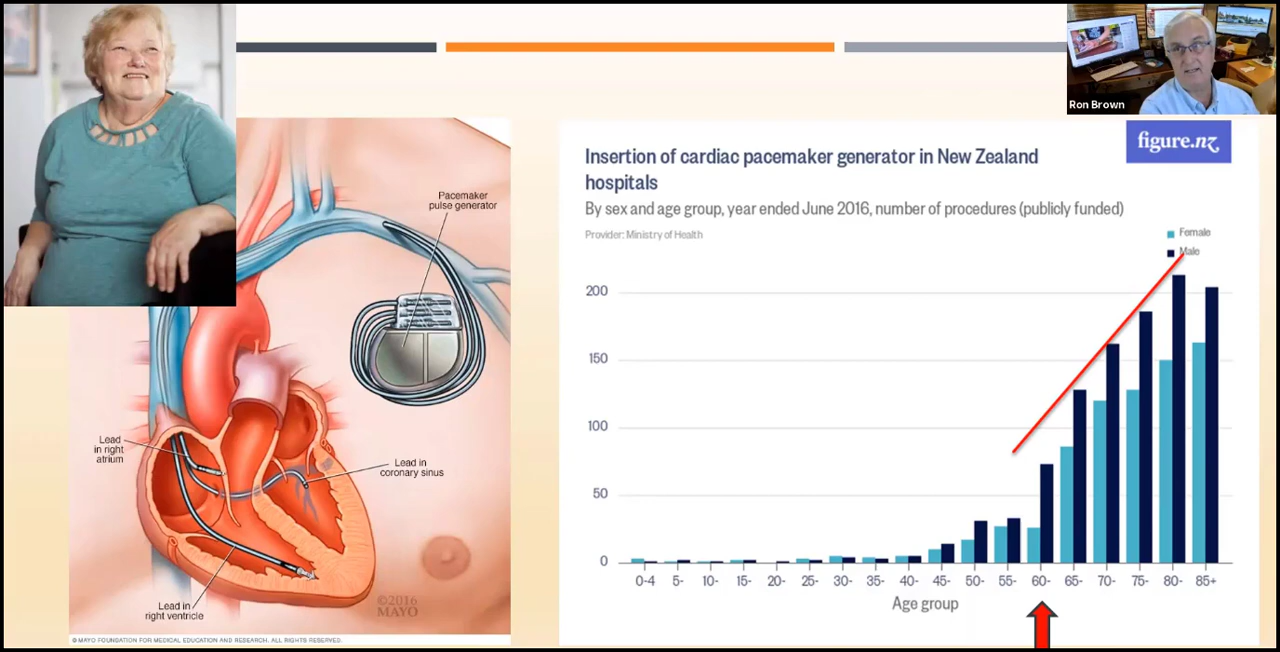 Ron Brown
Pacemaker
pulse generator
Lead
in right
atrium
Lead in
coronary sinus
Lead in
right ventricle
©2016
MAYO
© MAYO FOUNDATION FOR MEDICAL EDUCATION AND RESEARCH. ALL RIGHTS RESERVED.
figure.nz
Insertion of cardiac pacemaker generator in New Zealand
hospitals
By sex and age group, year ended June 2016, number of procedures (publicly funded)
Provider: Ministry of Health
Female
Male
200
150
100
50
0
0-4 5- 10- 15- 20- 25- 30- 35- 40- 45- 50- 55- 60- 65- 70- 75- 80- 85+
Age group